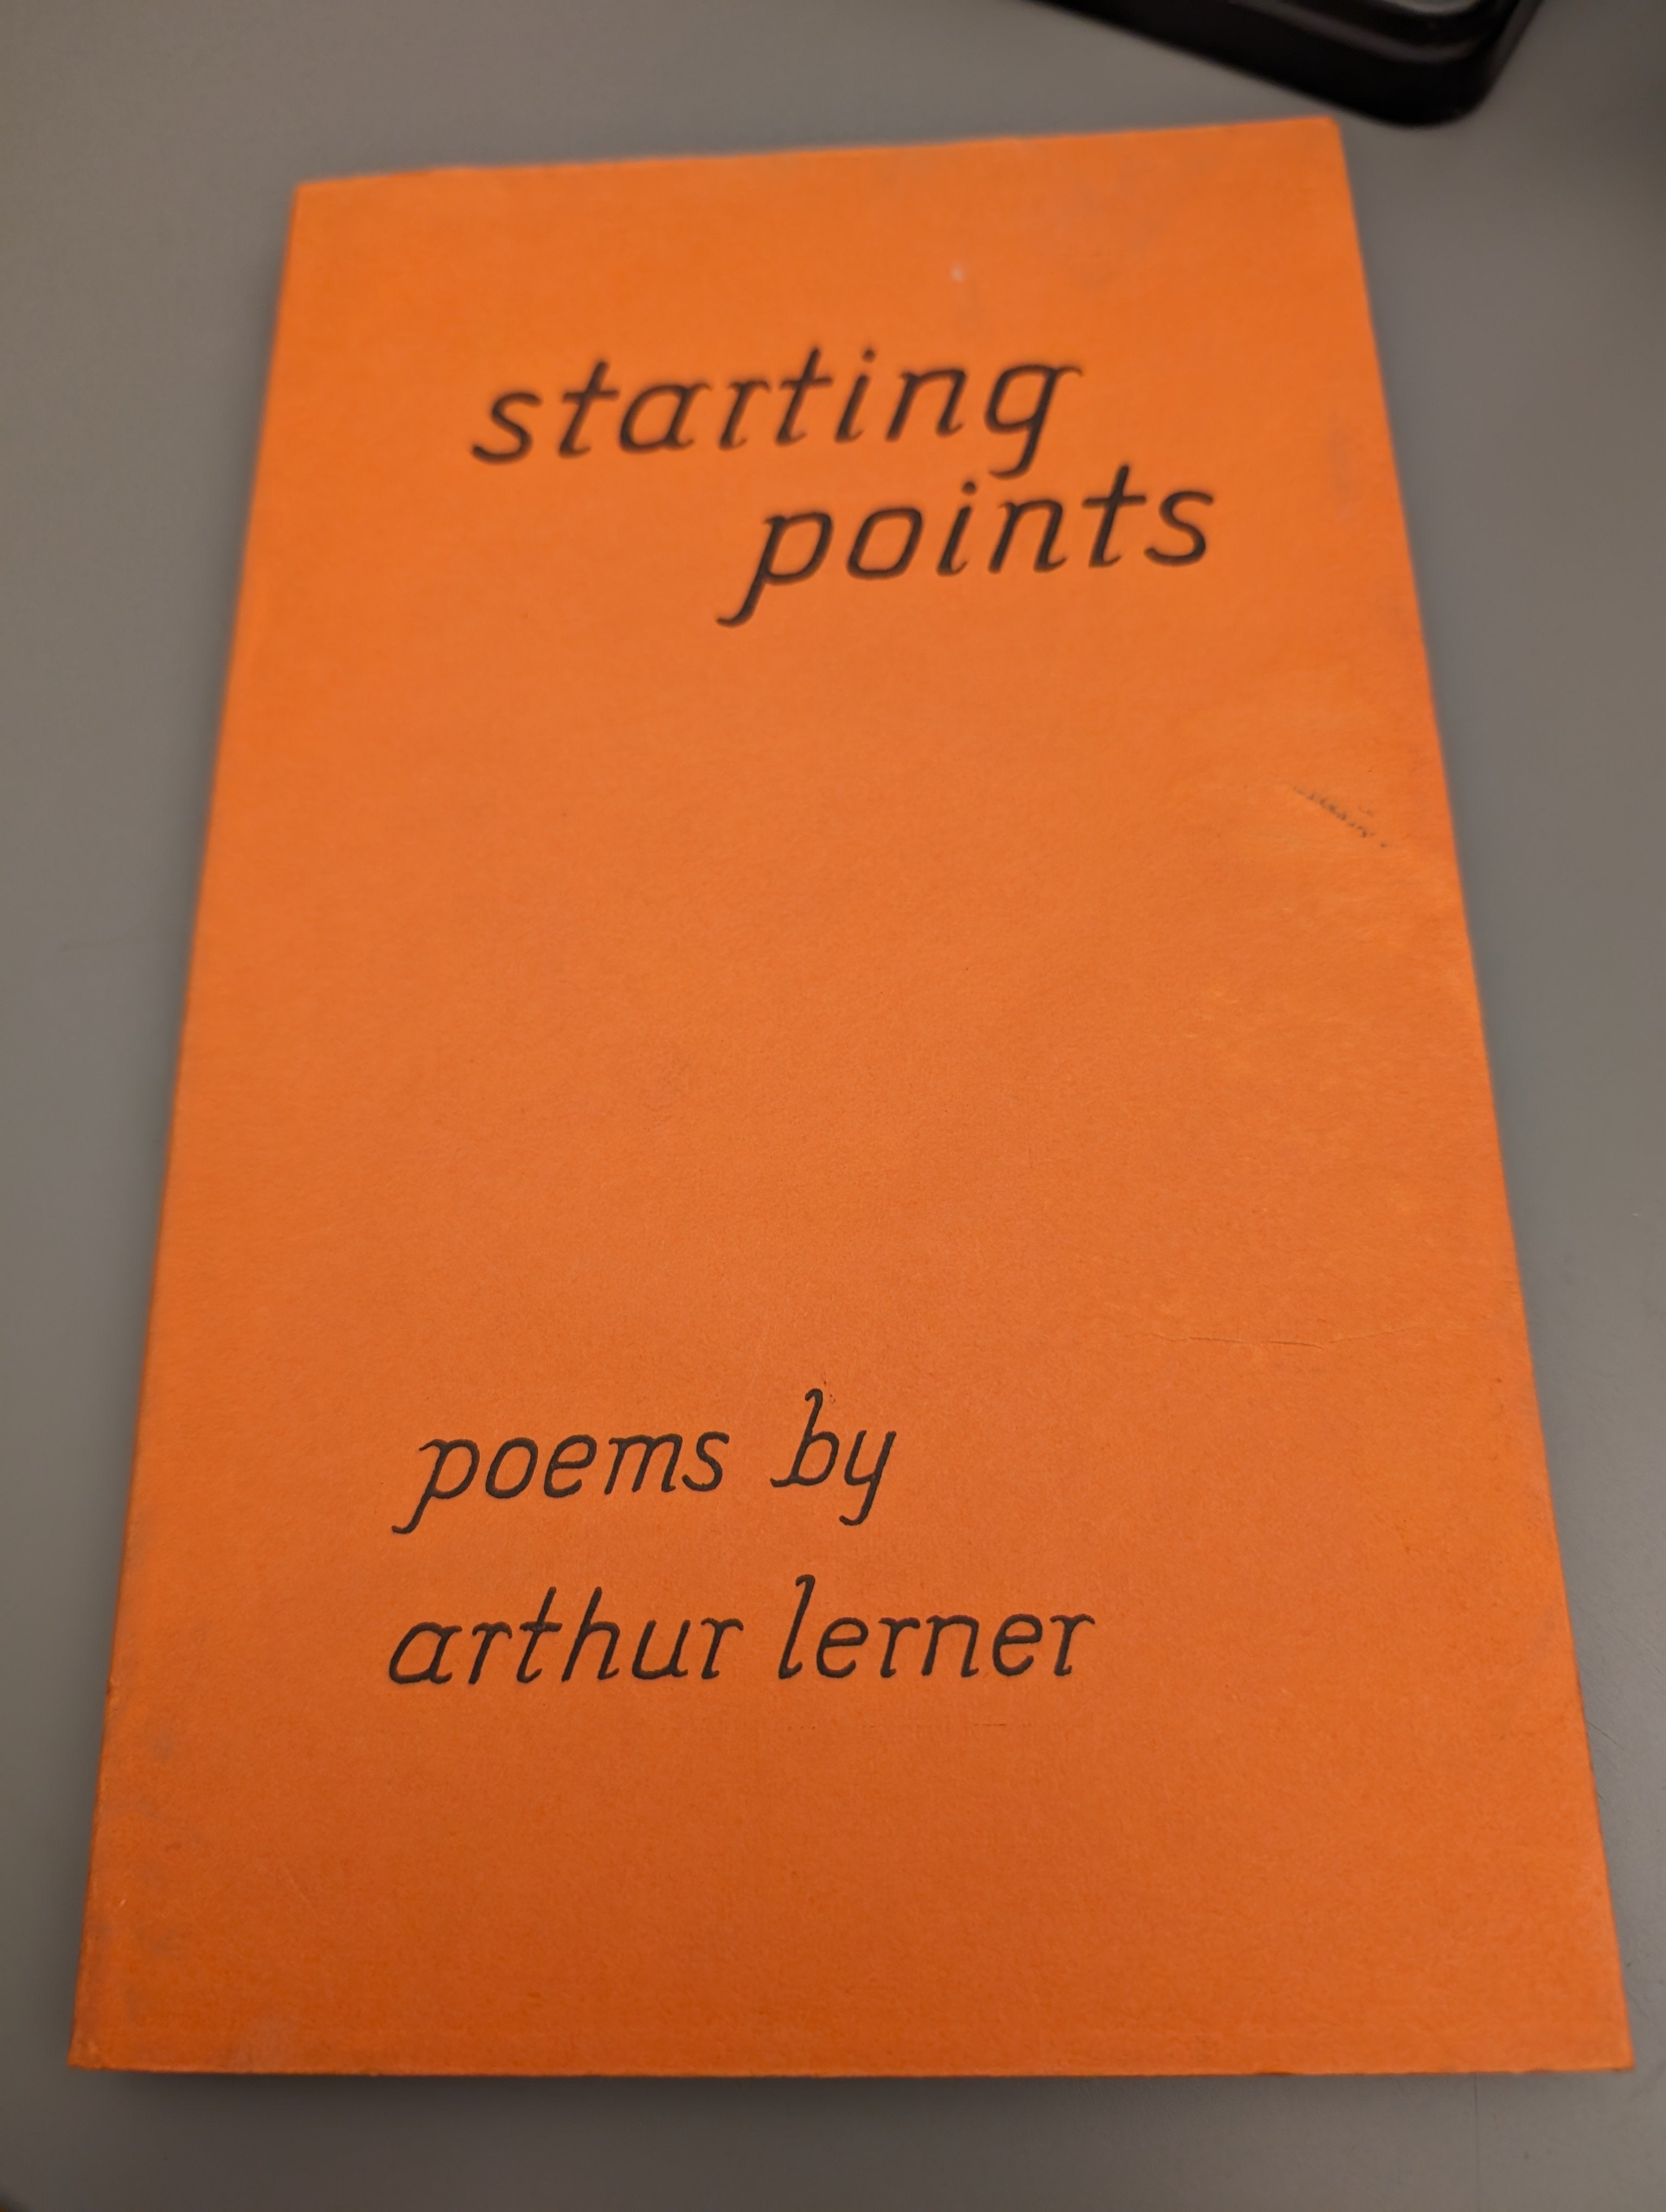 starting
points
poems by
arthur lerner